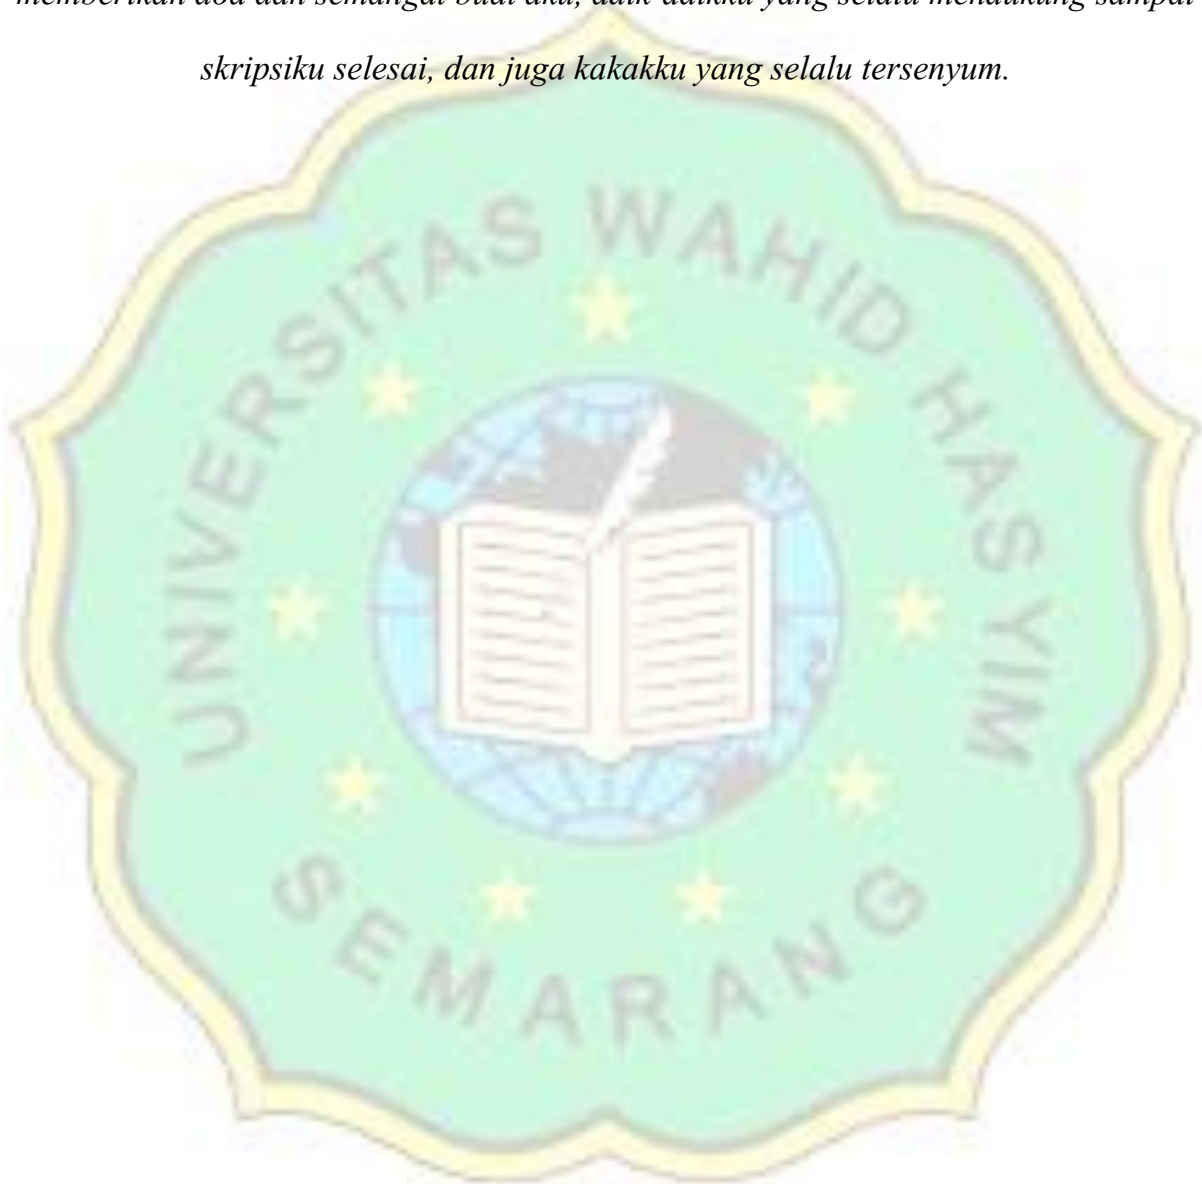 memberikan doa dan semangat buat aku, adik-adikku yang selalu mendukung sampai
skripsiku selesai, dan juga kakakku yang selalu tersenyum.
UNIVERSITAS WAHID HASYIM
SEMARANG